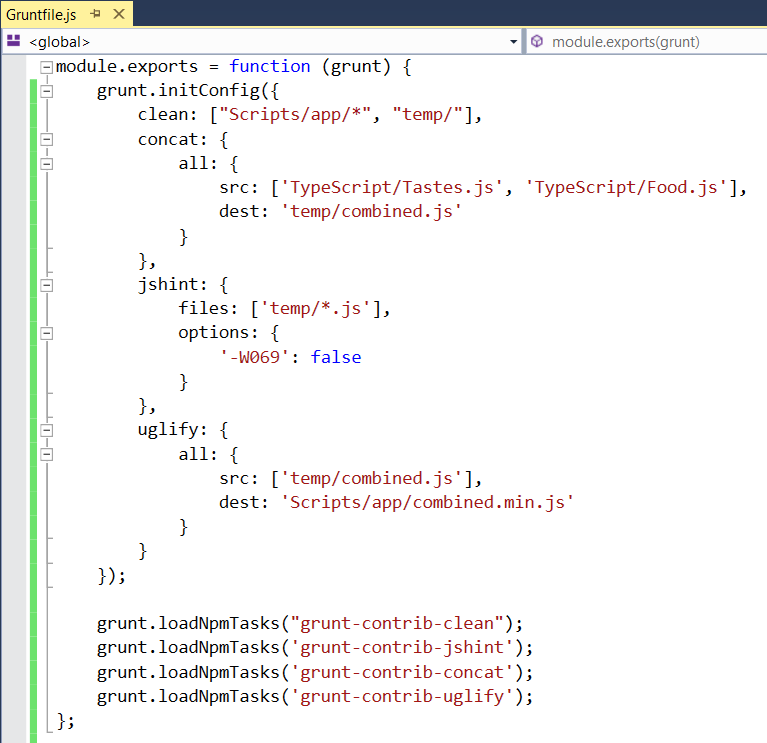 Gruntfile.js
<global>
module.exports(grunt)
module.exports = function (grunt) {
    grunt.initConfig({
        clean: ["Scripts/app/*", "temp/"],
        concat: {
            all: {
                src: ['TypeScript/Tastes.js', 'TypeScript/Food.js'],
                dest: 'temp/combined.js'
            }
        },
        jshint: {
            files: ['temp/*.js'],
            options: {
                '-W069': false
            }
        },
        uglify: {
            all: {
                src: ['temp/combined.js'],
                dest: 'Scripts/app/combined.min.js'
            }
        }
    });

    grunt.loadNpmTasks("grunt-contrib-clean");
    grunt.loadNpmTasks('grunt-contrib-jshint');
    grunt.loadNpmTasks('grunt-contrib-concat');
    grunt.loadNpmTasks('grunt-contrib-uglify');
};